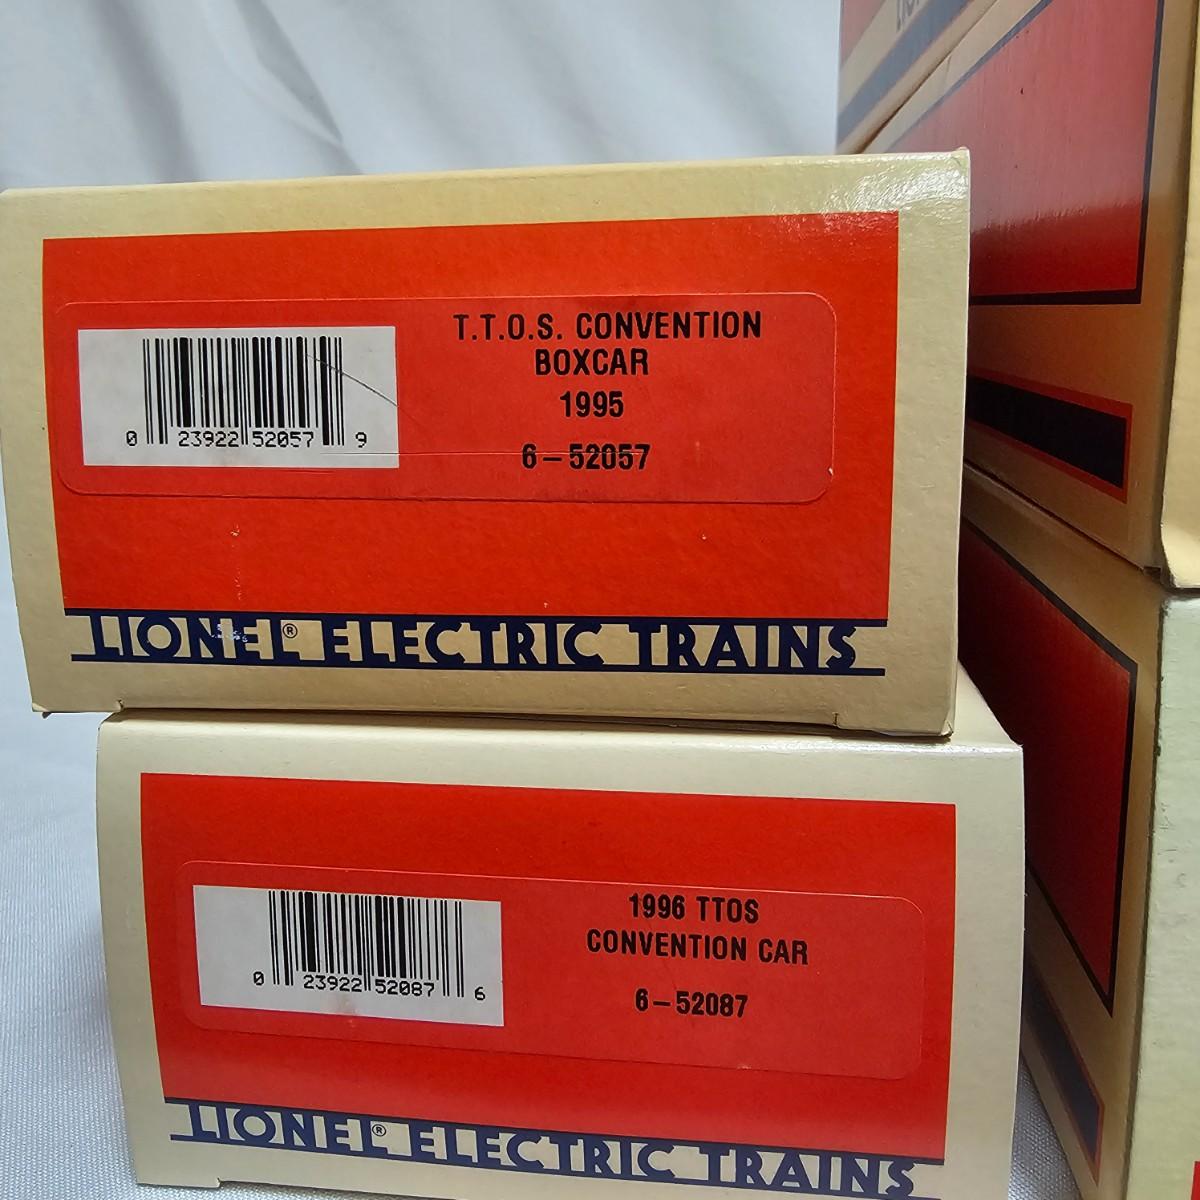 T.T.O.S. CONVENTION
BOXCAR
1995
6-52057
0 23922 52057 9
LIONEL® ELECTRIC TRAINS
1996 TTOS
CONVENTION CAR
6-52087
0 23922 52087 6
LIONEL® ELECTRIC TRAINS